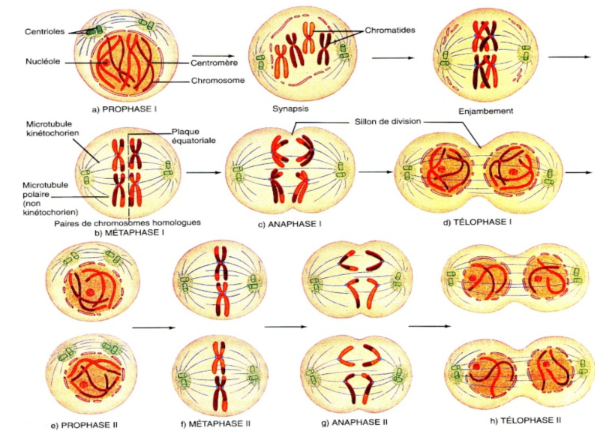 Centrioles
Nucléole
Centromère
Chromosome
a) PROPHASE I
Synapsis
Chromatides
Enjambement
Microtubule
kinétochorien
Plaque
équatoriale
Microtubule
polaire
(non
kinétochorien)
Paires de chromosomes homologues
b) MÉTAPHASE I
Sillon de division
c) ANAPHASE I
d) TÉLOPHASE I
e) PROPHASE II
f) MÉTAPHASE II
g) ANAPHASE II
h) TÉLOPHASE II